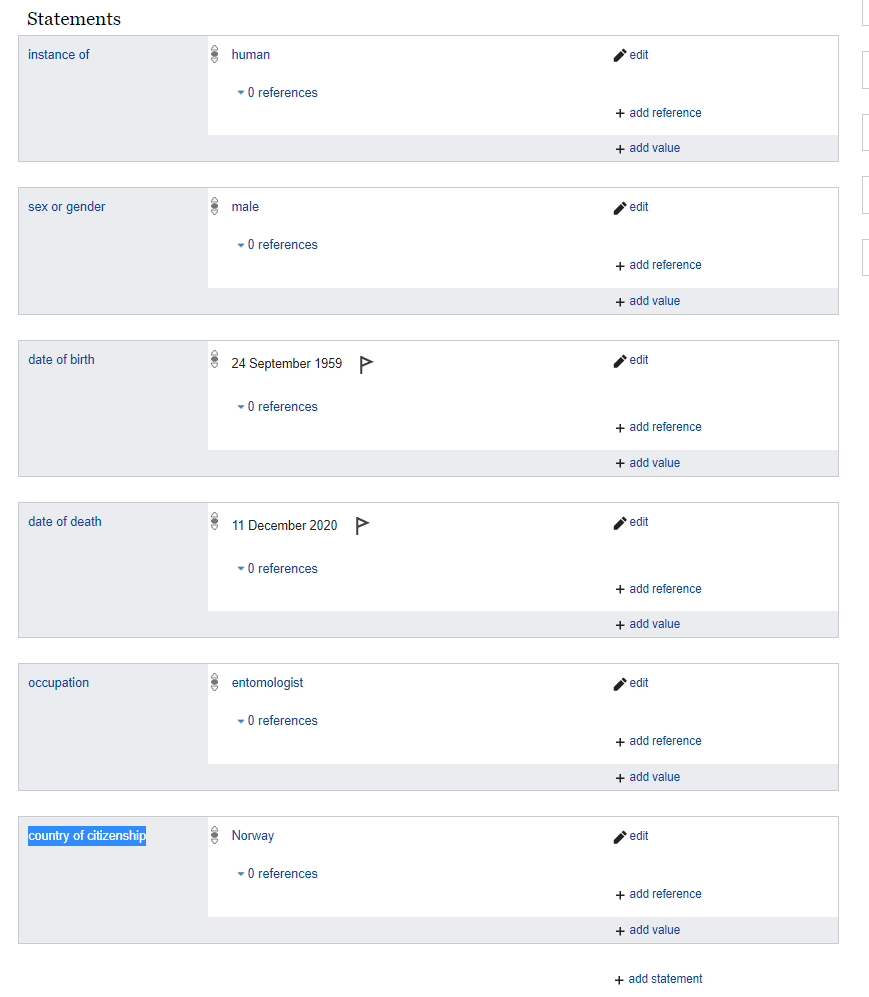 Statements
instance of
human
edit
0 references
+ add reference
+ add value
sex or gender
male
edit
0 references
+ add reference
+ add value
date of birth
24 September 1959
edit
0 references
+ add reference
+ add value
date of death
11 December 2020
edit
0 references
+ add reference
+ add value
occupation
entomologist
edit
0 references
+ add reference
+ add value
country of citizenship
Norway
edit
0 references
+ add reference
+ add value
+ add statement